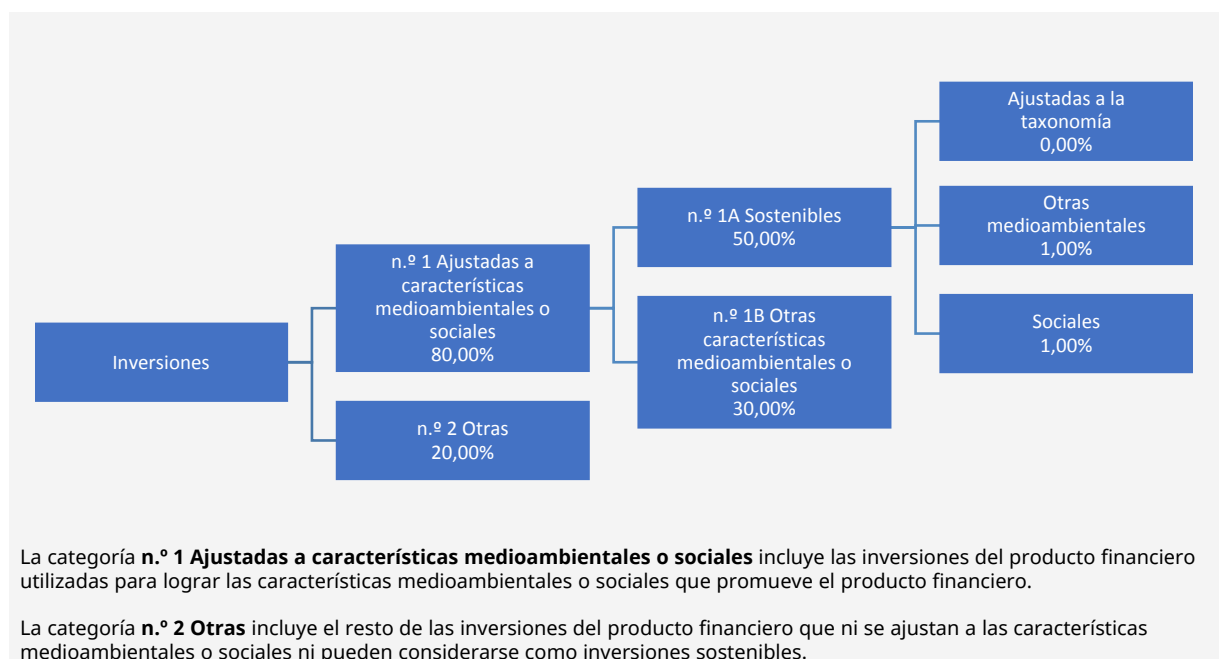 Inversiones
n.º 1 Ajustadas a
características
medioambientales o
sociales
80,00%
n.º 2 Otras
20,00%
n.º 1A Sostenibles
50,00%
n.º 1B Otras
características
medioambientales o
sociales
30,00%
Ajustadas a la
taxonomía
0,00%
Otras
medioambientales
1,00%
Sociales
1,00%
La categoría n.º 1 Ajustadas a características medioambientales o sociales incluye las inversiones del producto financiero
utilizadas para lograr las características medioambientales o sociales que promueve el producto financiero.
La categoría n.º 2 Otras incluye el resto de las inversiones del producto financiero que ni se ajustan a las características
medioambientales o sociales ni pueden considerarse como inversiones sostenibles.